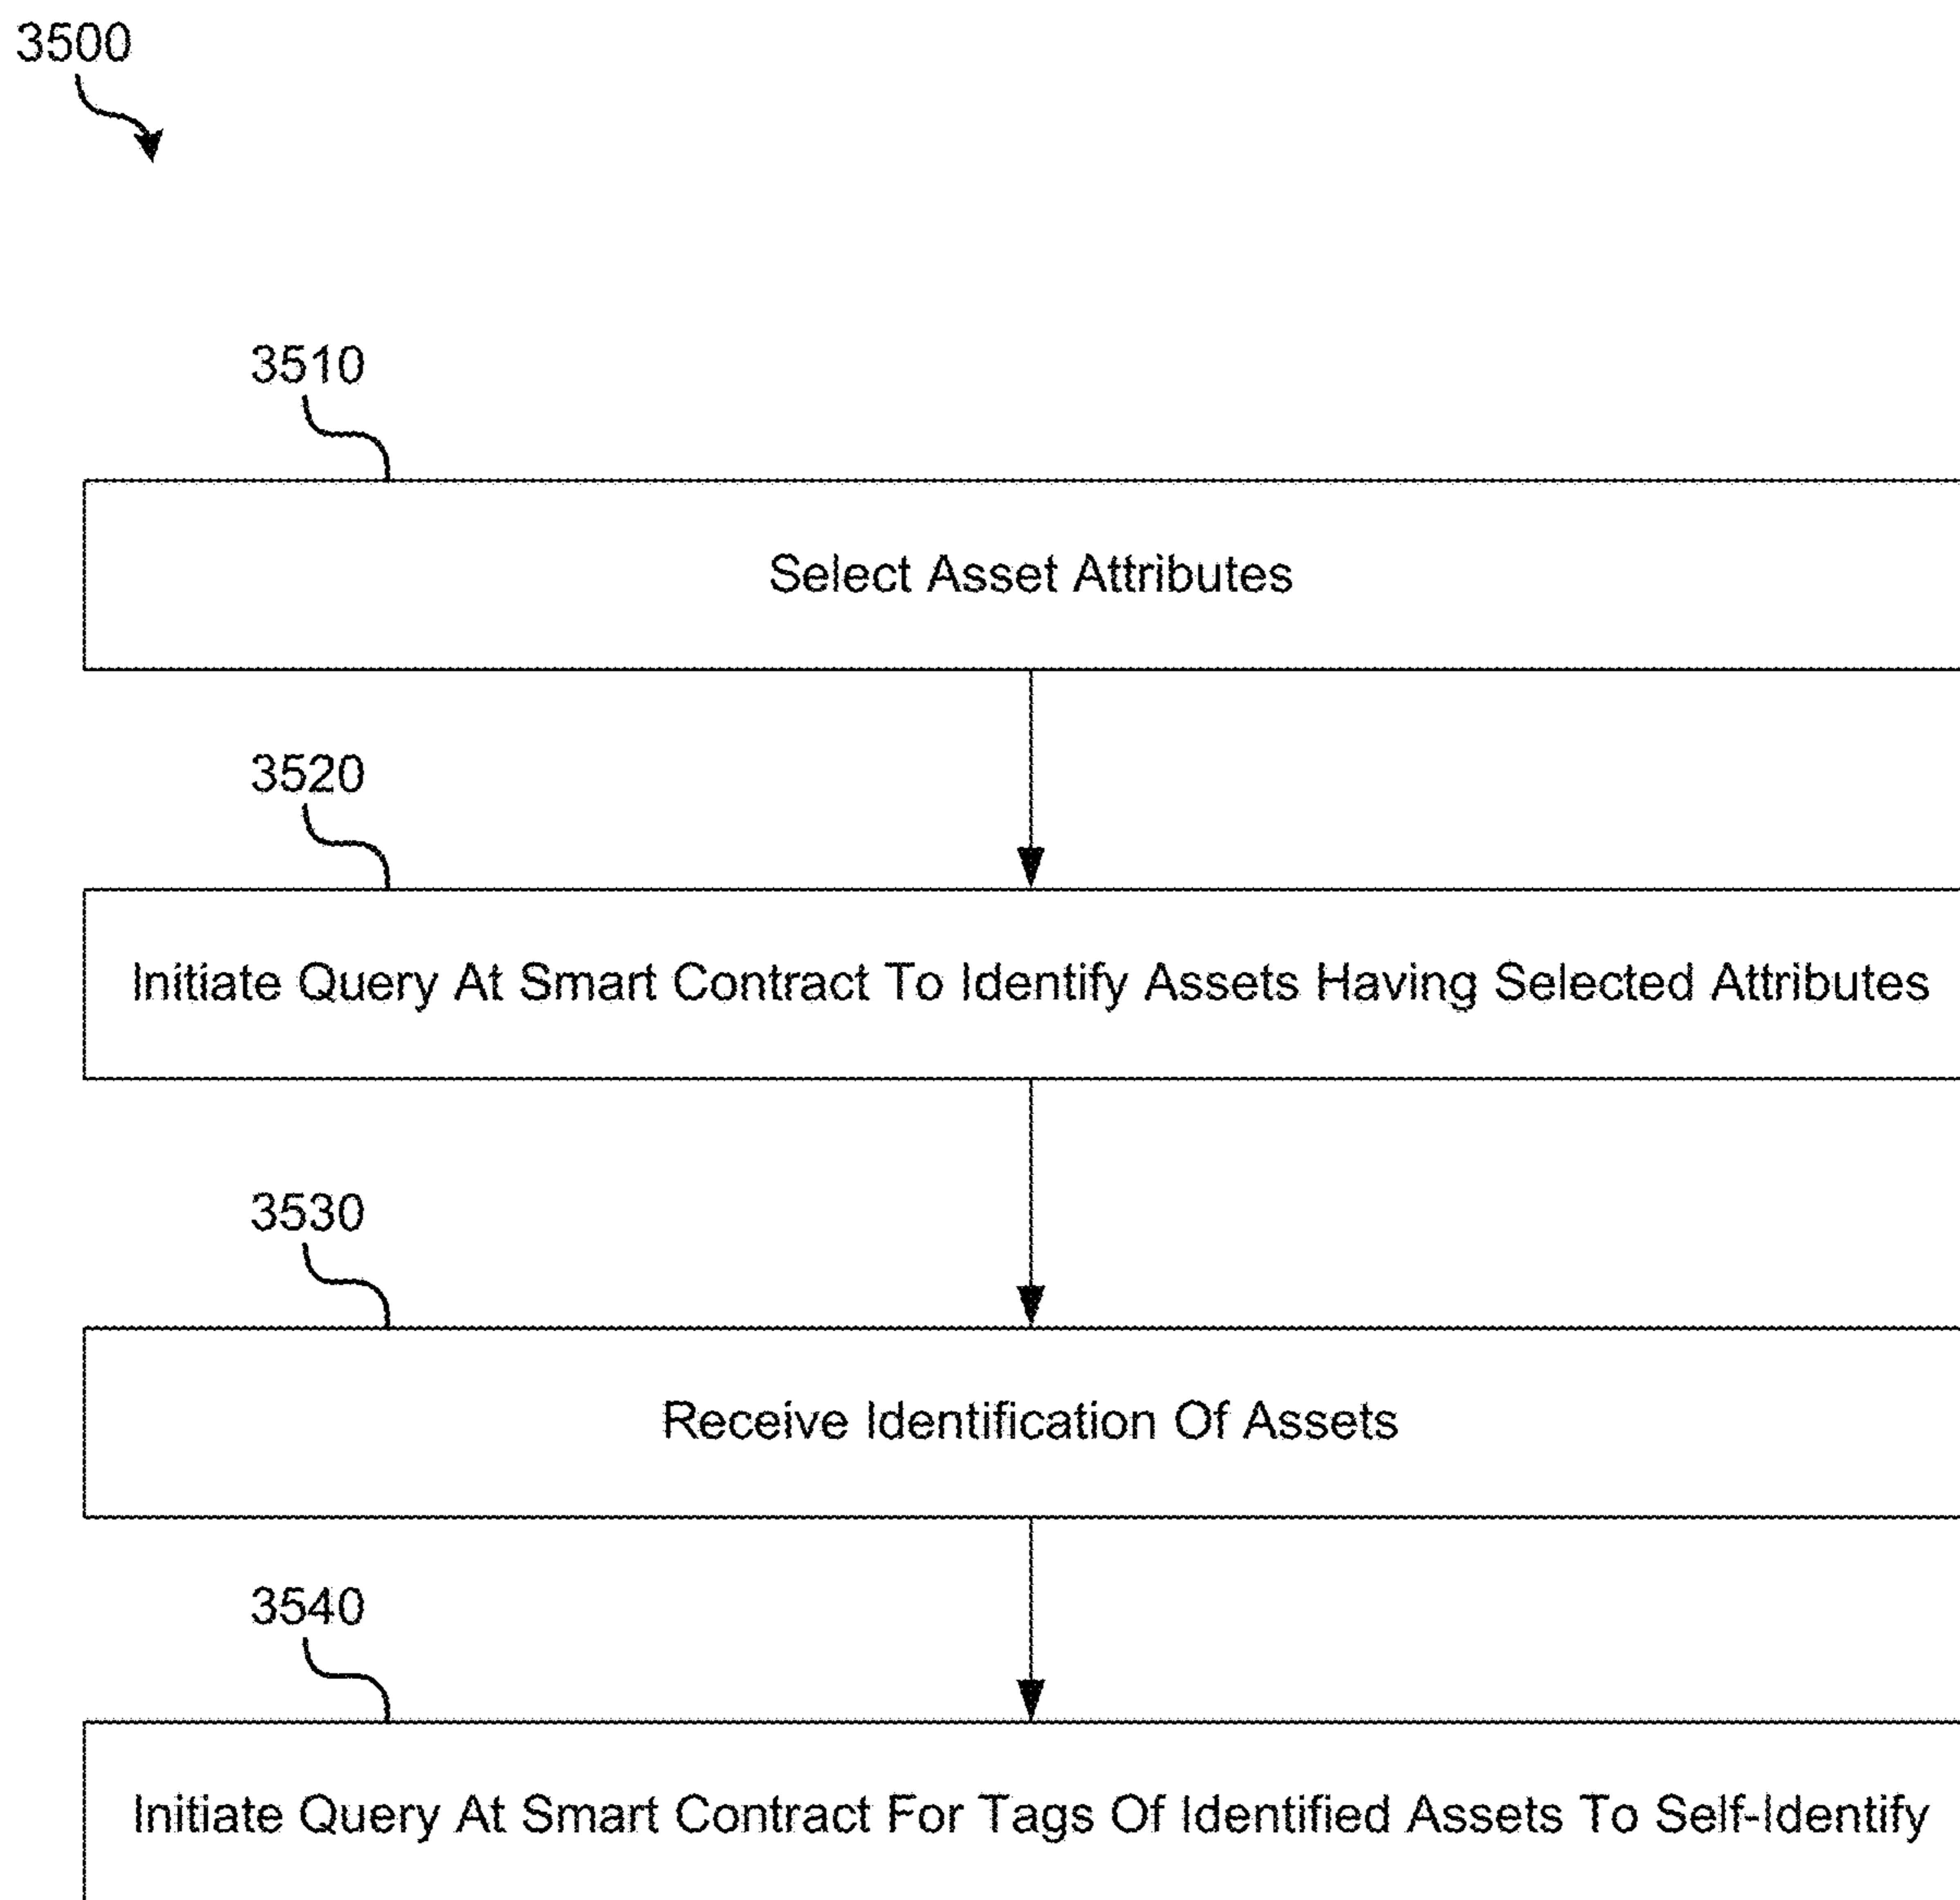 3500
3510
Select Asset Attributes
3520
Initiate Query At Smart Contract To Identify Assets Having Selected Attributes
3530
Receive Identification Of Assets
3540
Initiate Query At Smart Contract For Tags Of Identified Assets To Self-Identify